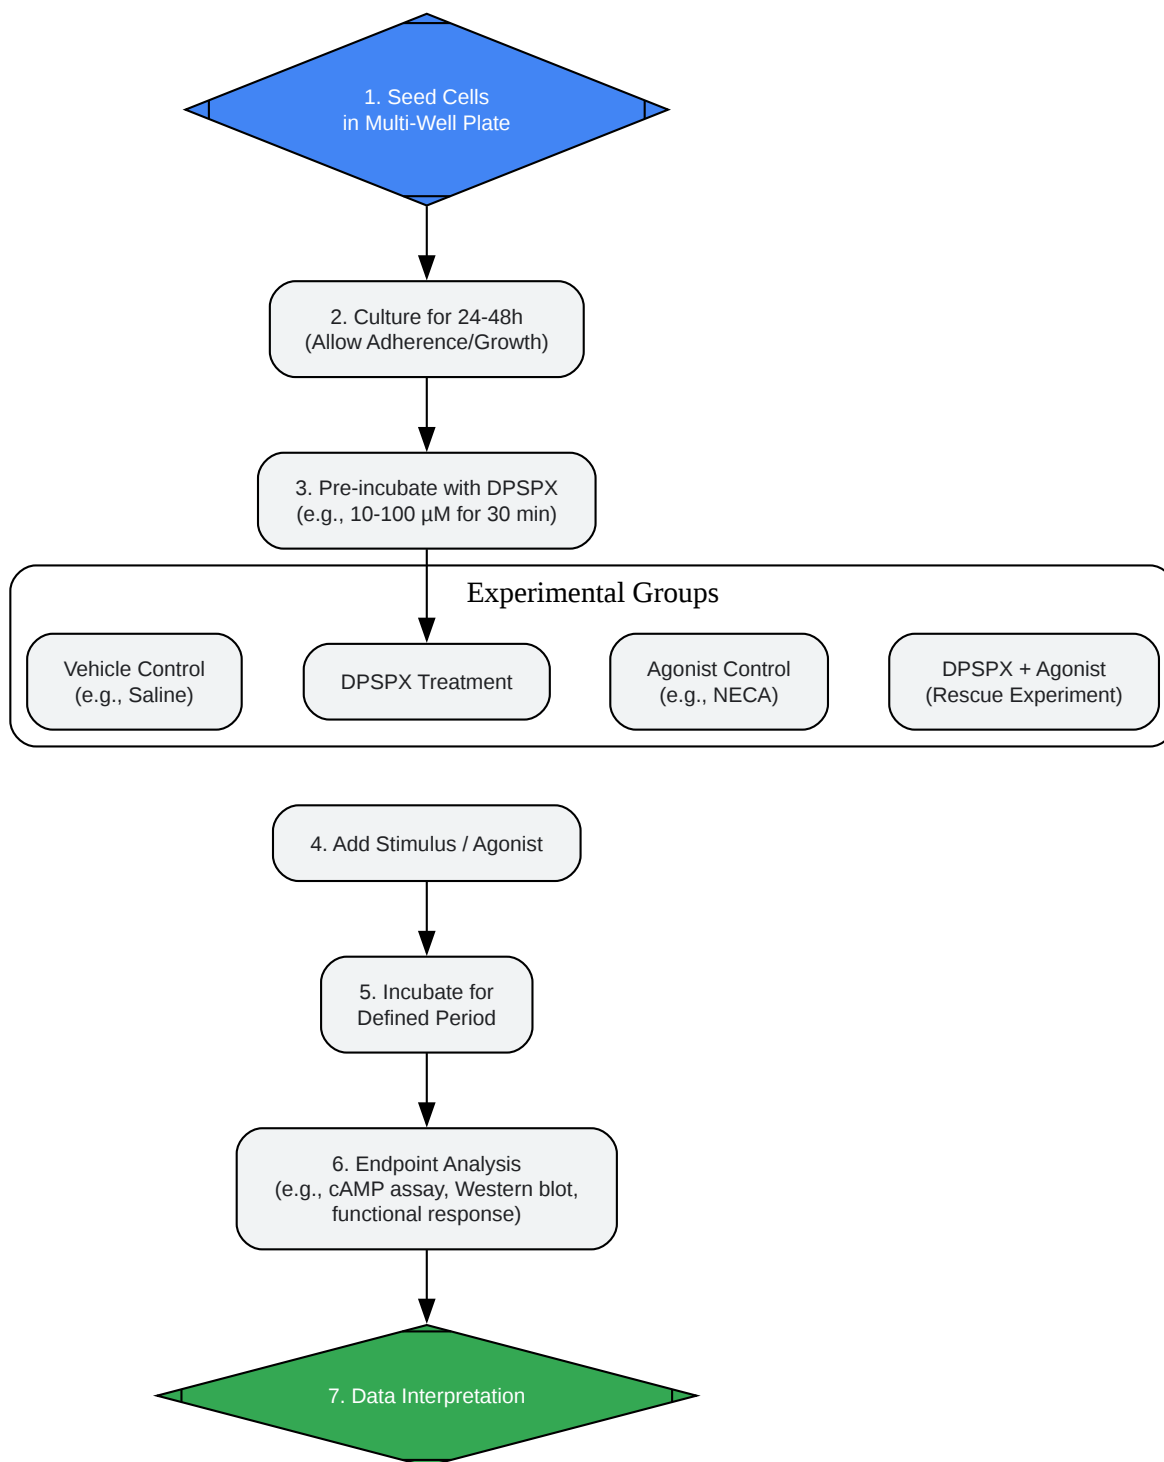 1. Seed Cells
in Multi-Well Plate
2. Culture for 24-48h
(Allow Adherence/Growth)
3. Pre-incubate with DPSPX
(e.g., 10-100 µM for 30 min)
Experimental Groups
Vehicle Control
(e.g., Saline)
DPSPX Treatment
Agonist Control
(e.g., NECA)
DPSPX + Agonist
(Rescue Experiment)
4. Add Stimulus / Agonist
5. Incubate for
Defined Period
6. Endpoint Analysis
(e.g., cAMP assay, Western blot,
functional response)
7. Data Interpretation